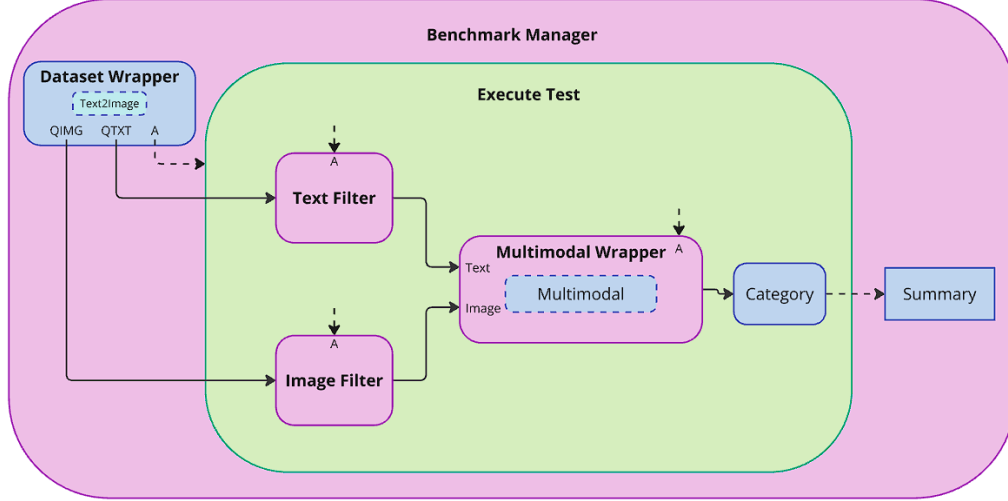 Benchmark Manager
Dataset Wrapper
Text2Image
QIMG QTXT A
Execute Test
A
Text Filter
Multimodal Wrapper A
Text
Multimodal
Image
Category
Summary
A
Image Filter